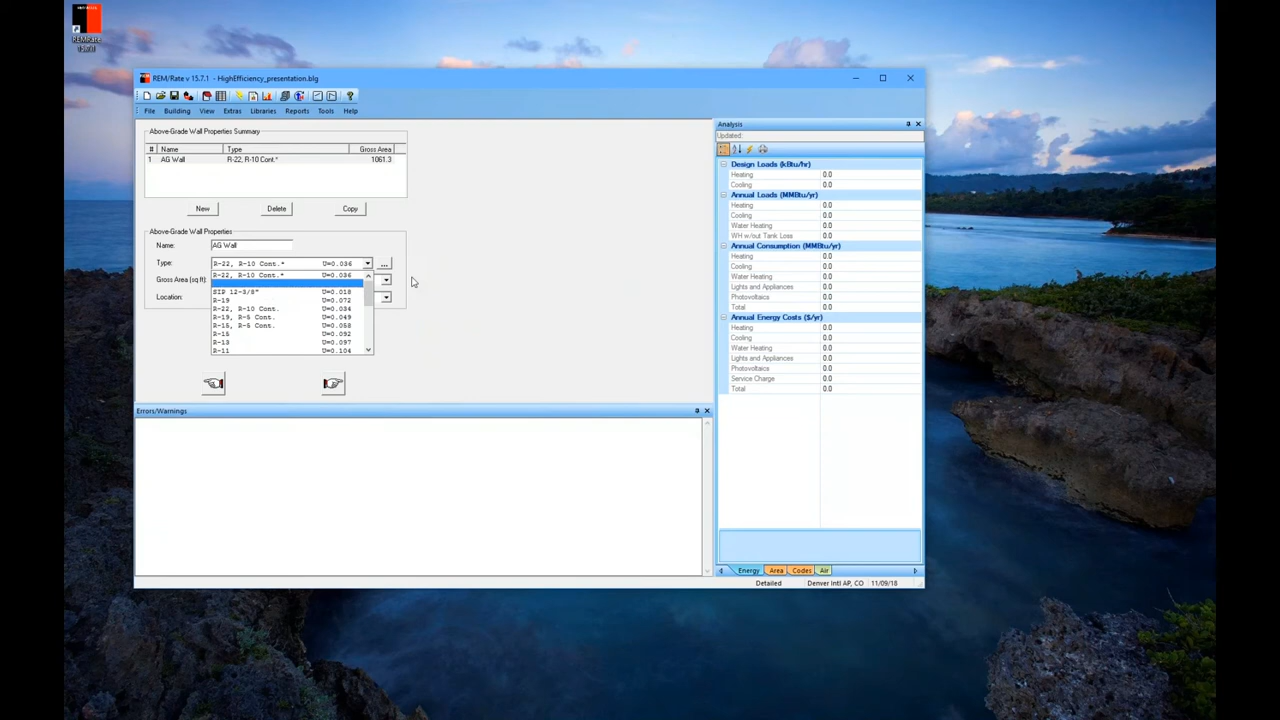 REM/Rate
REM/Rate v 15.7.1 - HighEfficiency_presentation.blg
File Building View Extras Libraries Reports Tools Help
Above-Grade Wall Properties Summary
# Name Type Gross Area
1 AG Wall R-22, R-10 Cont.* 1061.3
New Delete Copy
Above-Grade Wall Properties
Name: AG Wall
Type: R-22, R-10 Cont.* U=0.036 ...
R-22, R-10 Cont.* U=0.036
Gross Area (sq ft):
SIP 12-3/8" U=0.018
Location:
R-19 U=0.072
R-22, R-10 Cont. U=0.034
R-19, R-5 Cont. U=0.049
R-15, R-5 Cont. U=0.058
R-15 U=0.092
R-13 U=0.097
R-11 U=0.104
Errors/Warnings
Analysis
Updated:
Design Loads (kBtu/hr)
Heating 0.0
Cooling 0.0
Annual Loads (MMBtu/yr)
Heating 0.0
Cooling 0.0
Water Heating 0.0
WH w/out Tank Loss 0.0
Annual Consumption (MMBtu/yr)
Heating 0.0
Cooling 0.0
Water Heating 0.0
Lights and Appliances 0.0
Photovoltaics 0.0
Total 0.0
Annual Energy Costs ($/yr)
Heating 0.0
Cooling 0.0
Water Heating 0.0
Lights and Appliances 0.0
Photovoltaics 0.0
Service Charge 0.0
Total 0.0
Energy Area Codes Air
Detailed Denver Intl AP, CO 11/09/18